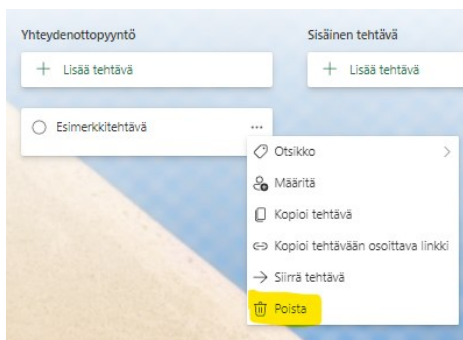 Yhteydenottopyyntö
Sisäinen tehtävä
+ Lisää tehtävä
+ Lisää tehtävä
Esimerkkitehtävä
...
Otsikko
Määritä
Kopioi tehtävä
Kopioi tehtävään osoittava linkki
Siirrä tehtävä
Poista